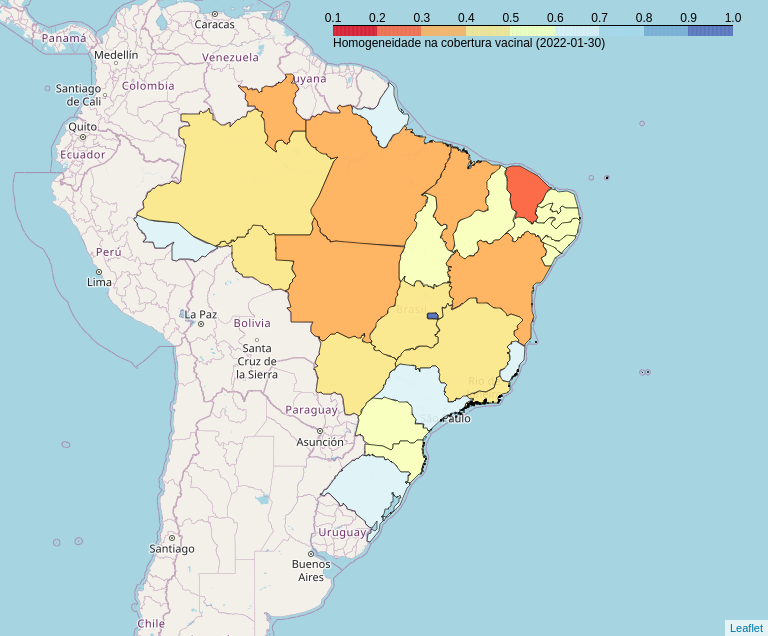 0.1 0.2 0.3 0.4 0.5 0.6 0.7 0.8 0.9 1.0
Homogeneidade na cobertura vacinal (2022-01-30)
Caracas
Panamá
Medellín
Venezuela
uyana
Santiago
de Cali
Colombia
Quito
Ecuador
Perú
Lima
La Paz
Bolivia
Brasil
Santa
Cruz de
la Sierra
Rio de
Paraguay
São Paulo
Asunción
Uruguay
Santiago
Buenos
Aires
Chile
Leaflet